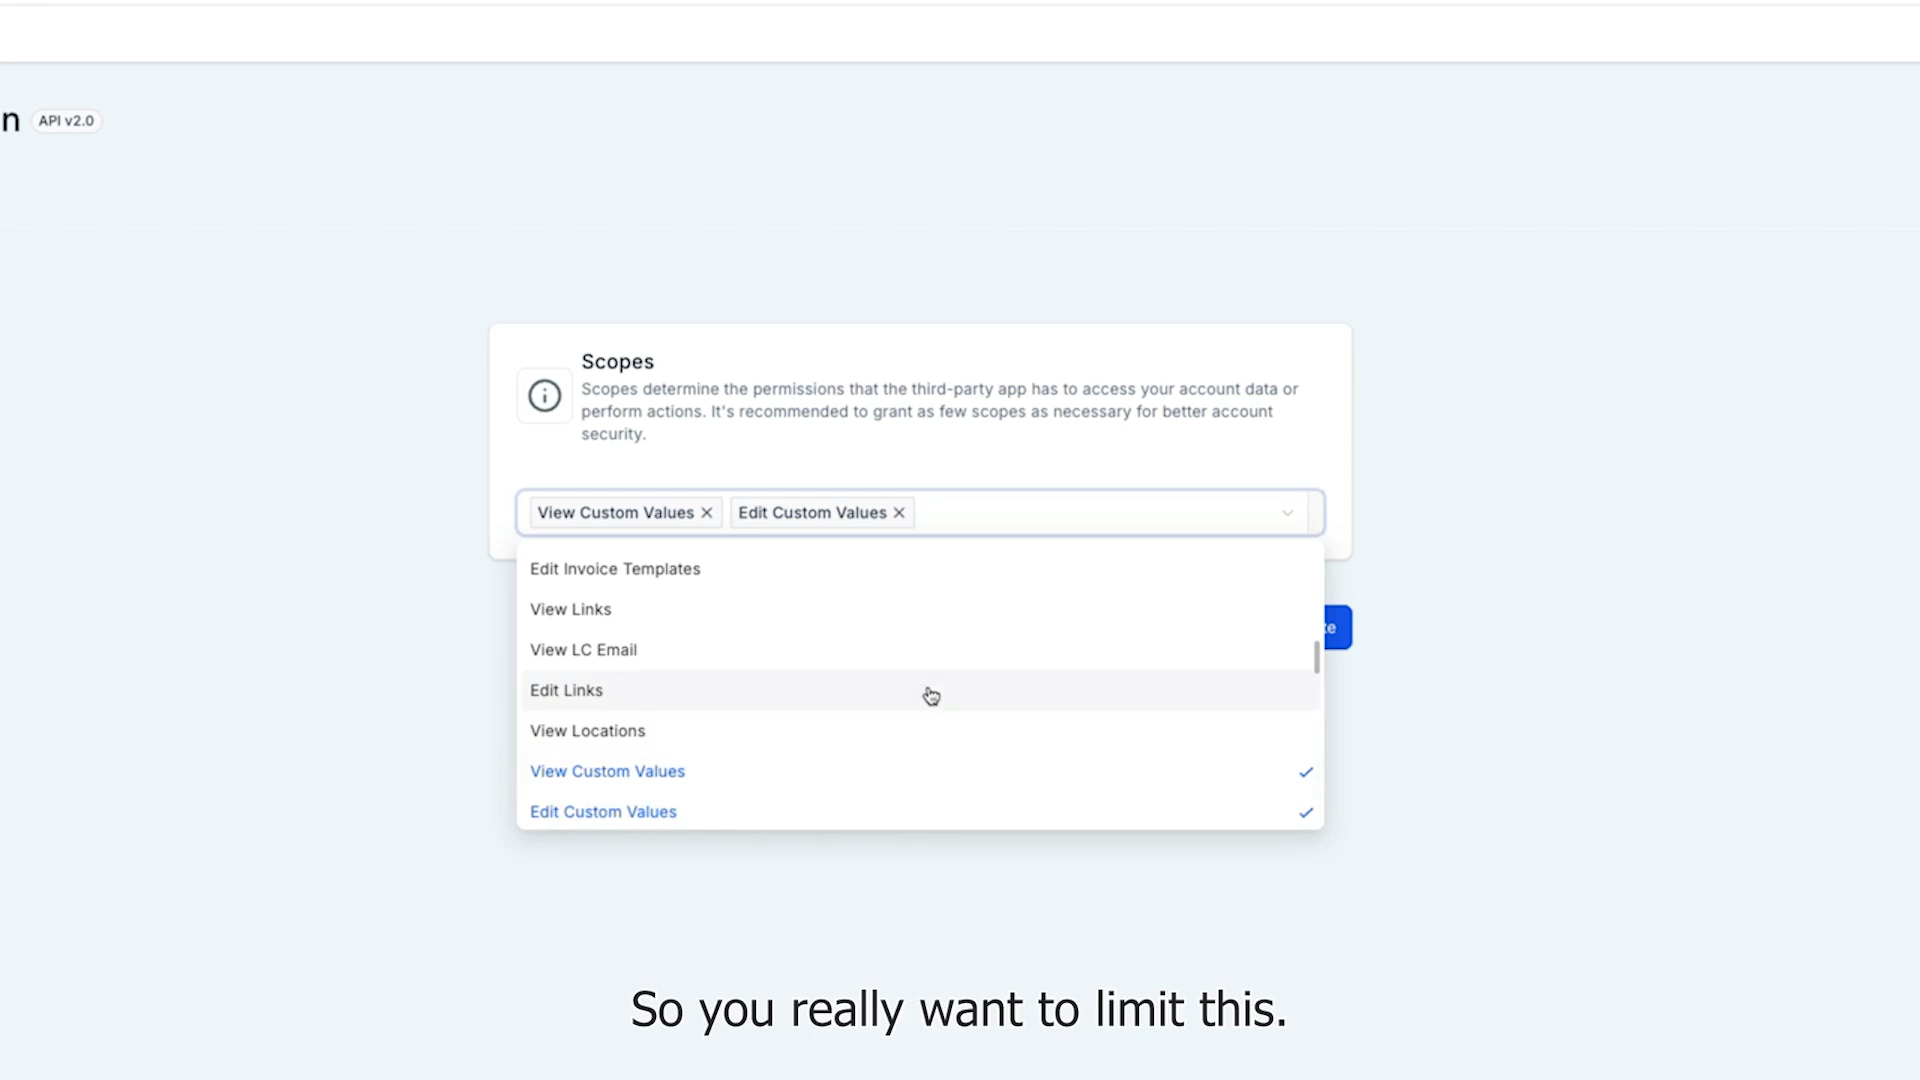 n API v2.0
Scopes
Scopes determine the permissions that the third-party app has to access your account data or
perform actions. It's recommended to grant as few scopes as necessary for better account
security.
View Custom Values Edit Custom Values
Edit Invoice Templates
View Links
te
View LC Email
Edit Links
View Locations
View Custom Values
Edit Custom Values
So you really want to limit this.